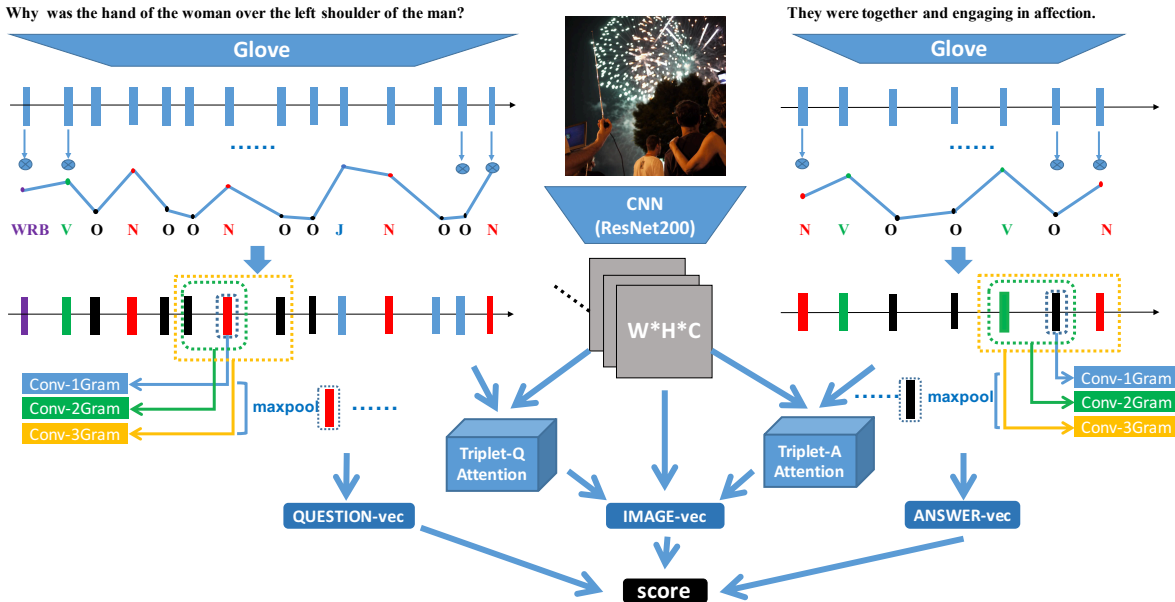 Why was the hand of the woman over the left shoulder of the man?
They were together and engaging in affection.
Glove
Glove
......
......
CNN
(ResNet200)
WRB V O N O O N O O J N O O N
N V O O V O N
W*H*C
Conv-1Gram
Conv-2Gram
Conv-3Gram
maxpool
......
......
maxpool
Conv-1Gram
Conv-2Gram
Conv-3Gram
Triplet-Q
Attention
Triplet-A
Attention
QUESTION-vec
IMAGE-vec
ANSWER-vec
score